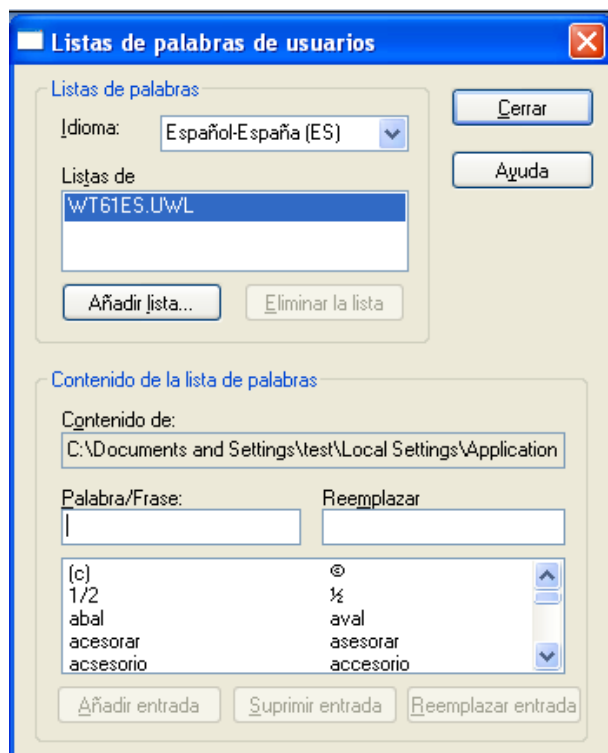 Listas de palabras de usuarios
Listas de palabras
Idioma: Español-España (ES)
Cerrar
Ayuda
Listas de
WT61ES.UWL
Añadir lista... Eliminar la lista
Contenido de la lista de palabras
Contenido de:
C:\Documents and Settings\test\Local Settings\Application
Palabra/Frase: Reemplazar
(c) ©
1/2 ½
abal aval
acesorar asesorar
acsesorio accesorio
Añadir entrada Suprimir entrada Reemplazar entrada